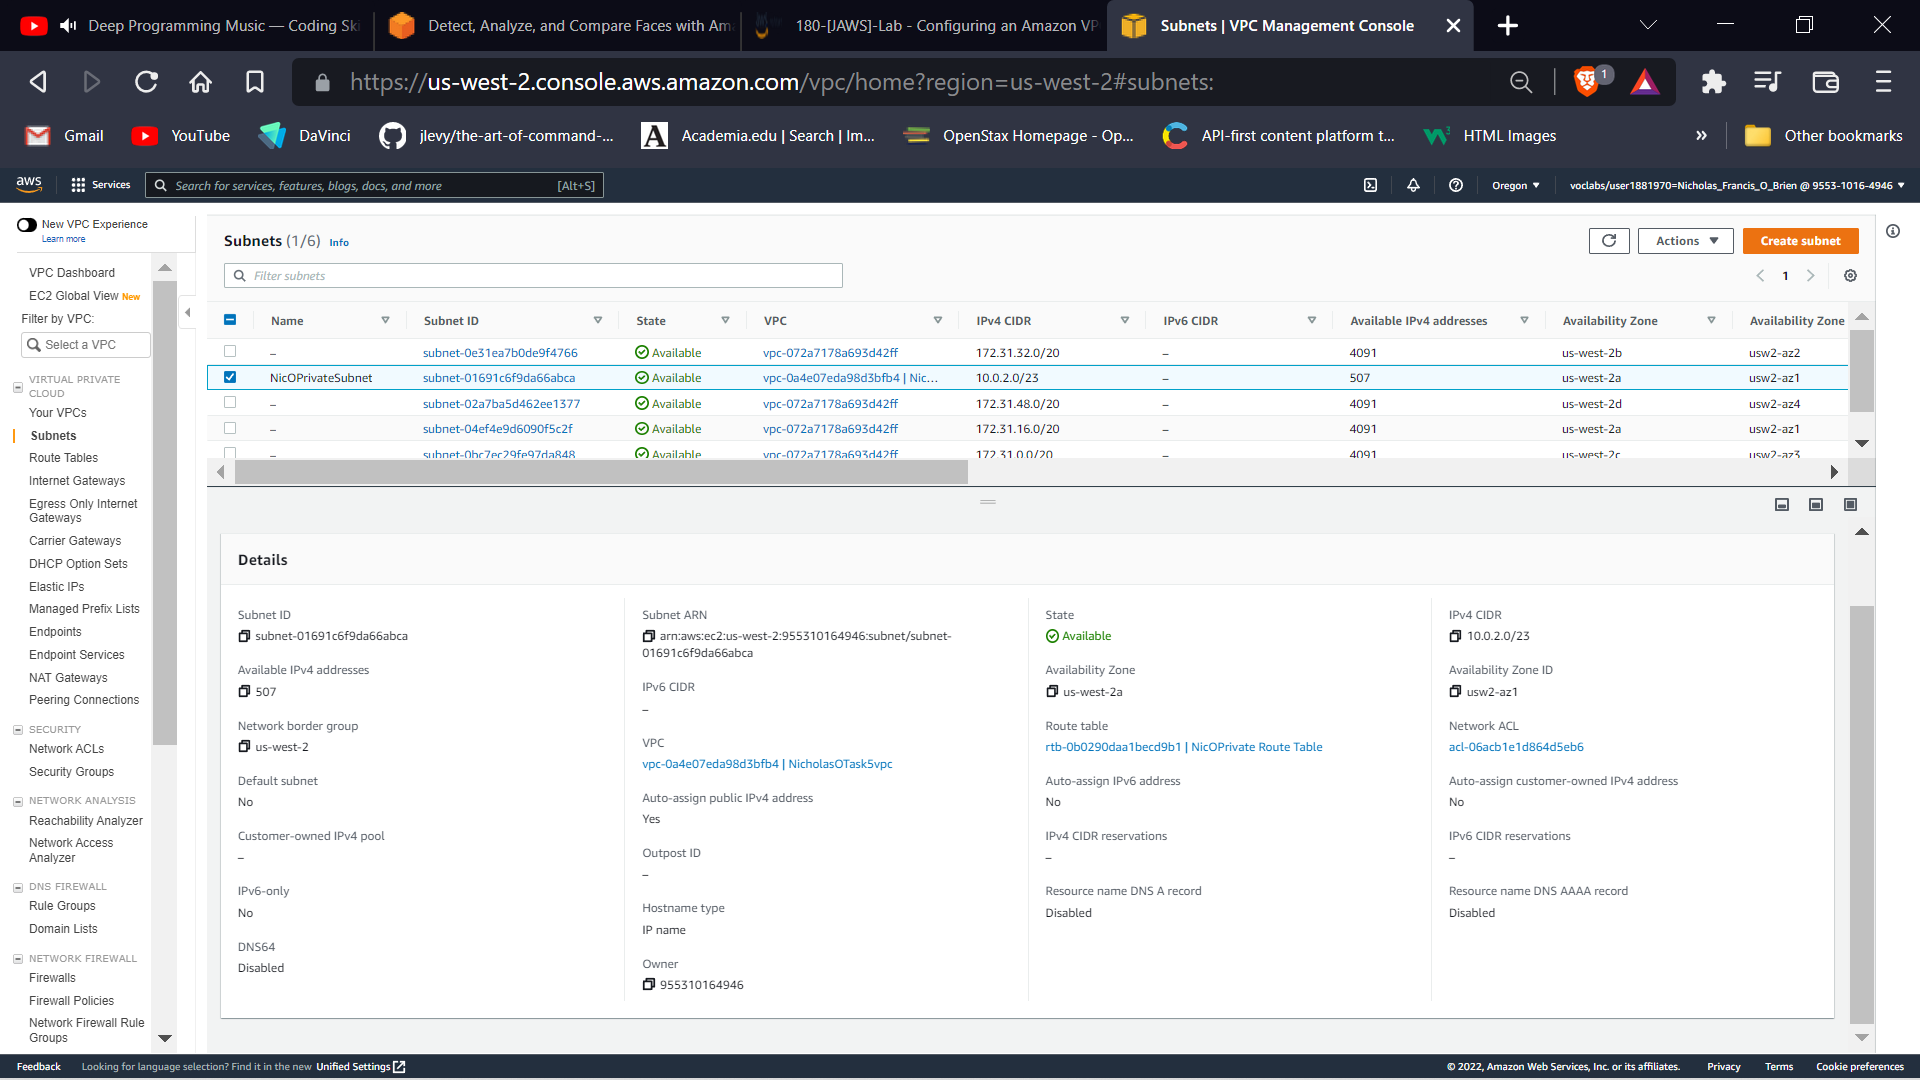 Deep Programming Music — Coding Ski
Detect, Analyze, and Compare Faces with Ama
180-[JAWS]-Lab - Configuring an Amazon VP
Subnets | VPC Management Console
https://us-west-2.console.aws.amazon.com/vpc/home?region=us-west-2#subnets:
1
Gmail
YouTube
DaVinci
jlevy/the-art-of-command-...
Academia.edu | Search | Im...
OpenStax Homepage - Op...
API-first content platform t...
HTML Images
»
Other bookmarks
aws
Services
Search for services, features, blogs, docs, and more
[Alt+S]
Oregon
voclabs/user1881970=Nicholas_Francis_O_Brien @ 9553-1016-4946
New VPC Experience
Learn more
VPC Dashboard
EC2 Global View New
Filter by VPC:
Select a VPC
VIRTUAL PRIVATE
CLOUD
Your VPCs
Subnets
Route Tables
Internet Gateways
Egress Only Internet
Gateways
Carrier Gateways
DHCP Option Sets
Elastic IPs
Managed Prefix Lists
Endpoints
Endpoint Services
NAT Gateways
Peering Connections
SECURITY
Network ACLs
Security Groups
NETWORK ANALYSIS
Reachability Analyzer
Network Access
Analyzer
DNS FIREWALL
Rule Groups
Domain Lists
NETWORK FIREWALL
Firewalls
Firewall Policies
Network Firewall Rule
Groups
Subnets (1/6) Info
Actions
Create subnet
Filter subnets
1
Name Subnet ID State VPC IPv4 CIDR IPv6 CIDR Available IPv4 addresses Availability Zone Availability Zone
– subnet-0e31ea7b0de9f4766 Available vpc-072a7178a693d42ff 172.31.32.0/20 – 4091 us-west-2b usw2-az2
NicOPrivateSubnet subnet-01691c6f9da66abca Available vpc-0a4e07eda98d3bfb4 | Nic... 10.0.2.0/23 – 507 us-west-2a usw2-az1
– subnet-02a7ba5d462ee1377 Available vpc-072a7178a693d42ff 172.31.48.0/20 – 4091 us-west-2d usw2-az4
– subnet-04ef4e9d6090f5c2f Available vpc-072a7178a693d42ff 172.31.16.0/20 – 4091 us-west-2a usw2-az1
– subnet-0bc7ec29fe97da848 Available vpc-072a7178a693d42ff 172.31.0.0/20 – 4091 us-west-2c usw2-az3
Details
Subnet ID
subnet-01691c6f9da66abca
Available IPv4 addresses
507
Network border group
us-west-2
Default subnet
No
Customer-owned IPv4 pool
–
IPv6-only
No
DNS64
Disabled
Subnet ARN
arn:aws:ec2:us-west-2:955310164946:subnet/subnet-
01691c6f9da66abca
IPv6 CIDR
–
VPC
vpc-0a4e07eda98d3bfb4 | NicholasOTask5vpc
Auto-assign public IPv4 address
Yes
Outpost ID
–
Hostname type
IP name
Owner
955310164946
State
Available
Availability Zone
us-west-2a
Route table
rtb-0b0290daa1becd9b1 | NicOPrivate Route Table
Auto-assign IPv6 address
No
IPv4 CIDR reservations
–
Resource name DNS A record
Disabled
IPv4 CIDR
10.0.2.0/23
Availability Zone ID
usw2-az1
Network ACL
acl-06acb1e1d864d5eb6
Auto-assign customer-owned IPv4 address
No
IPv6 CIDR reservations
–
Resource name DNS AAAA record
Disabled
Feedback
Looking for language selection? Find it in the new Unified Settings
© 2022, Amazon Web Services, Inc. or its affiliates.
Privacy
Terms
Cookie preferences